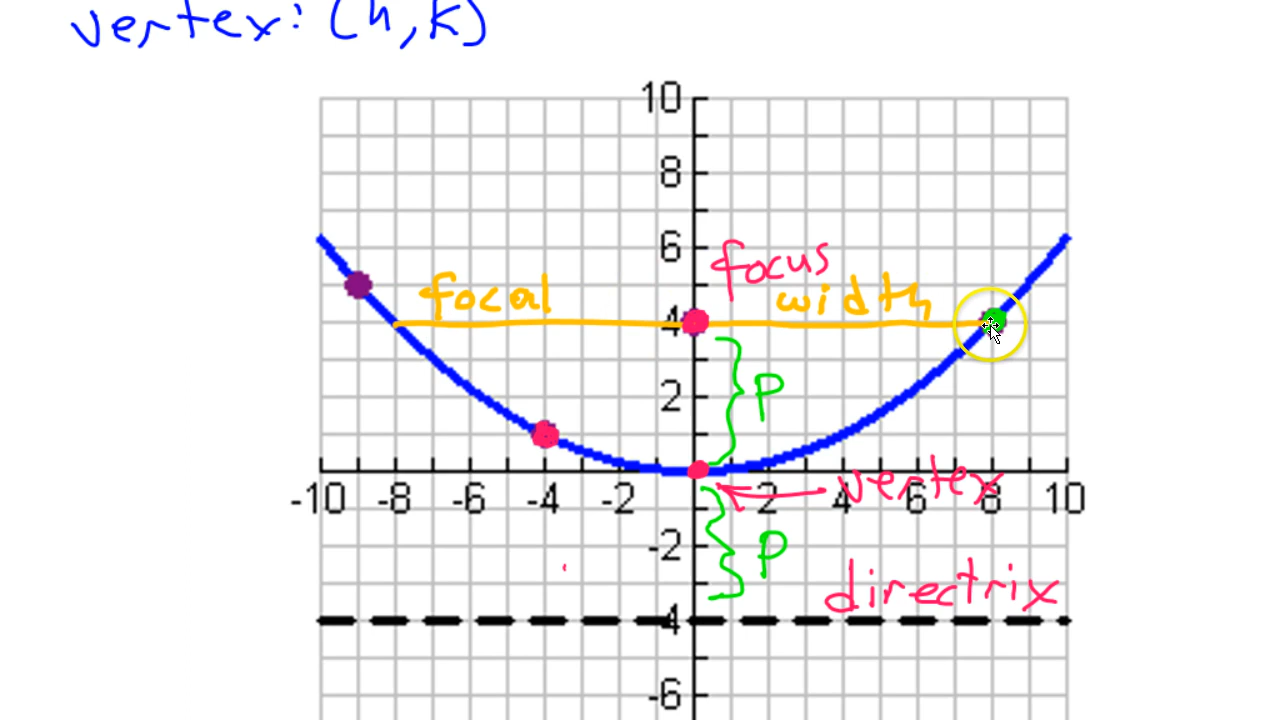 vertex: (h,k)
10
8
6
focus
focal width
4
2
P
-10 -8 -6 -4 -2 2 4 6 8 10
vertex
-2
P
directrix
-4
-6